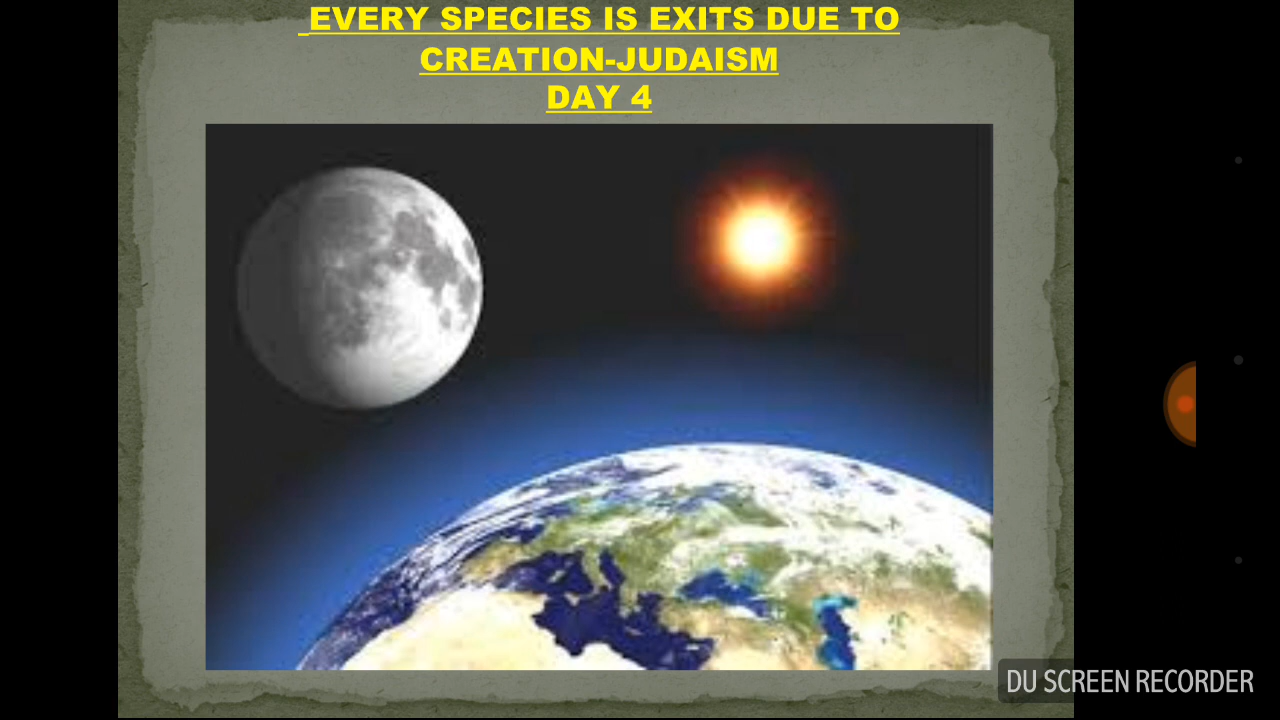 EVERY SPECIES IS EXITS DUE TO
CREATION-JUDAISM
DAY 4
DU SCREEN RECORDER